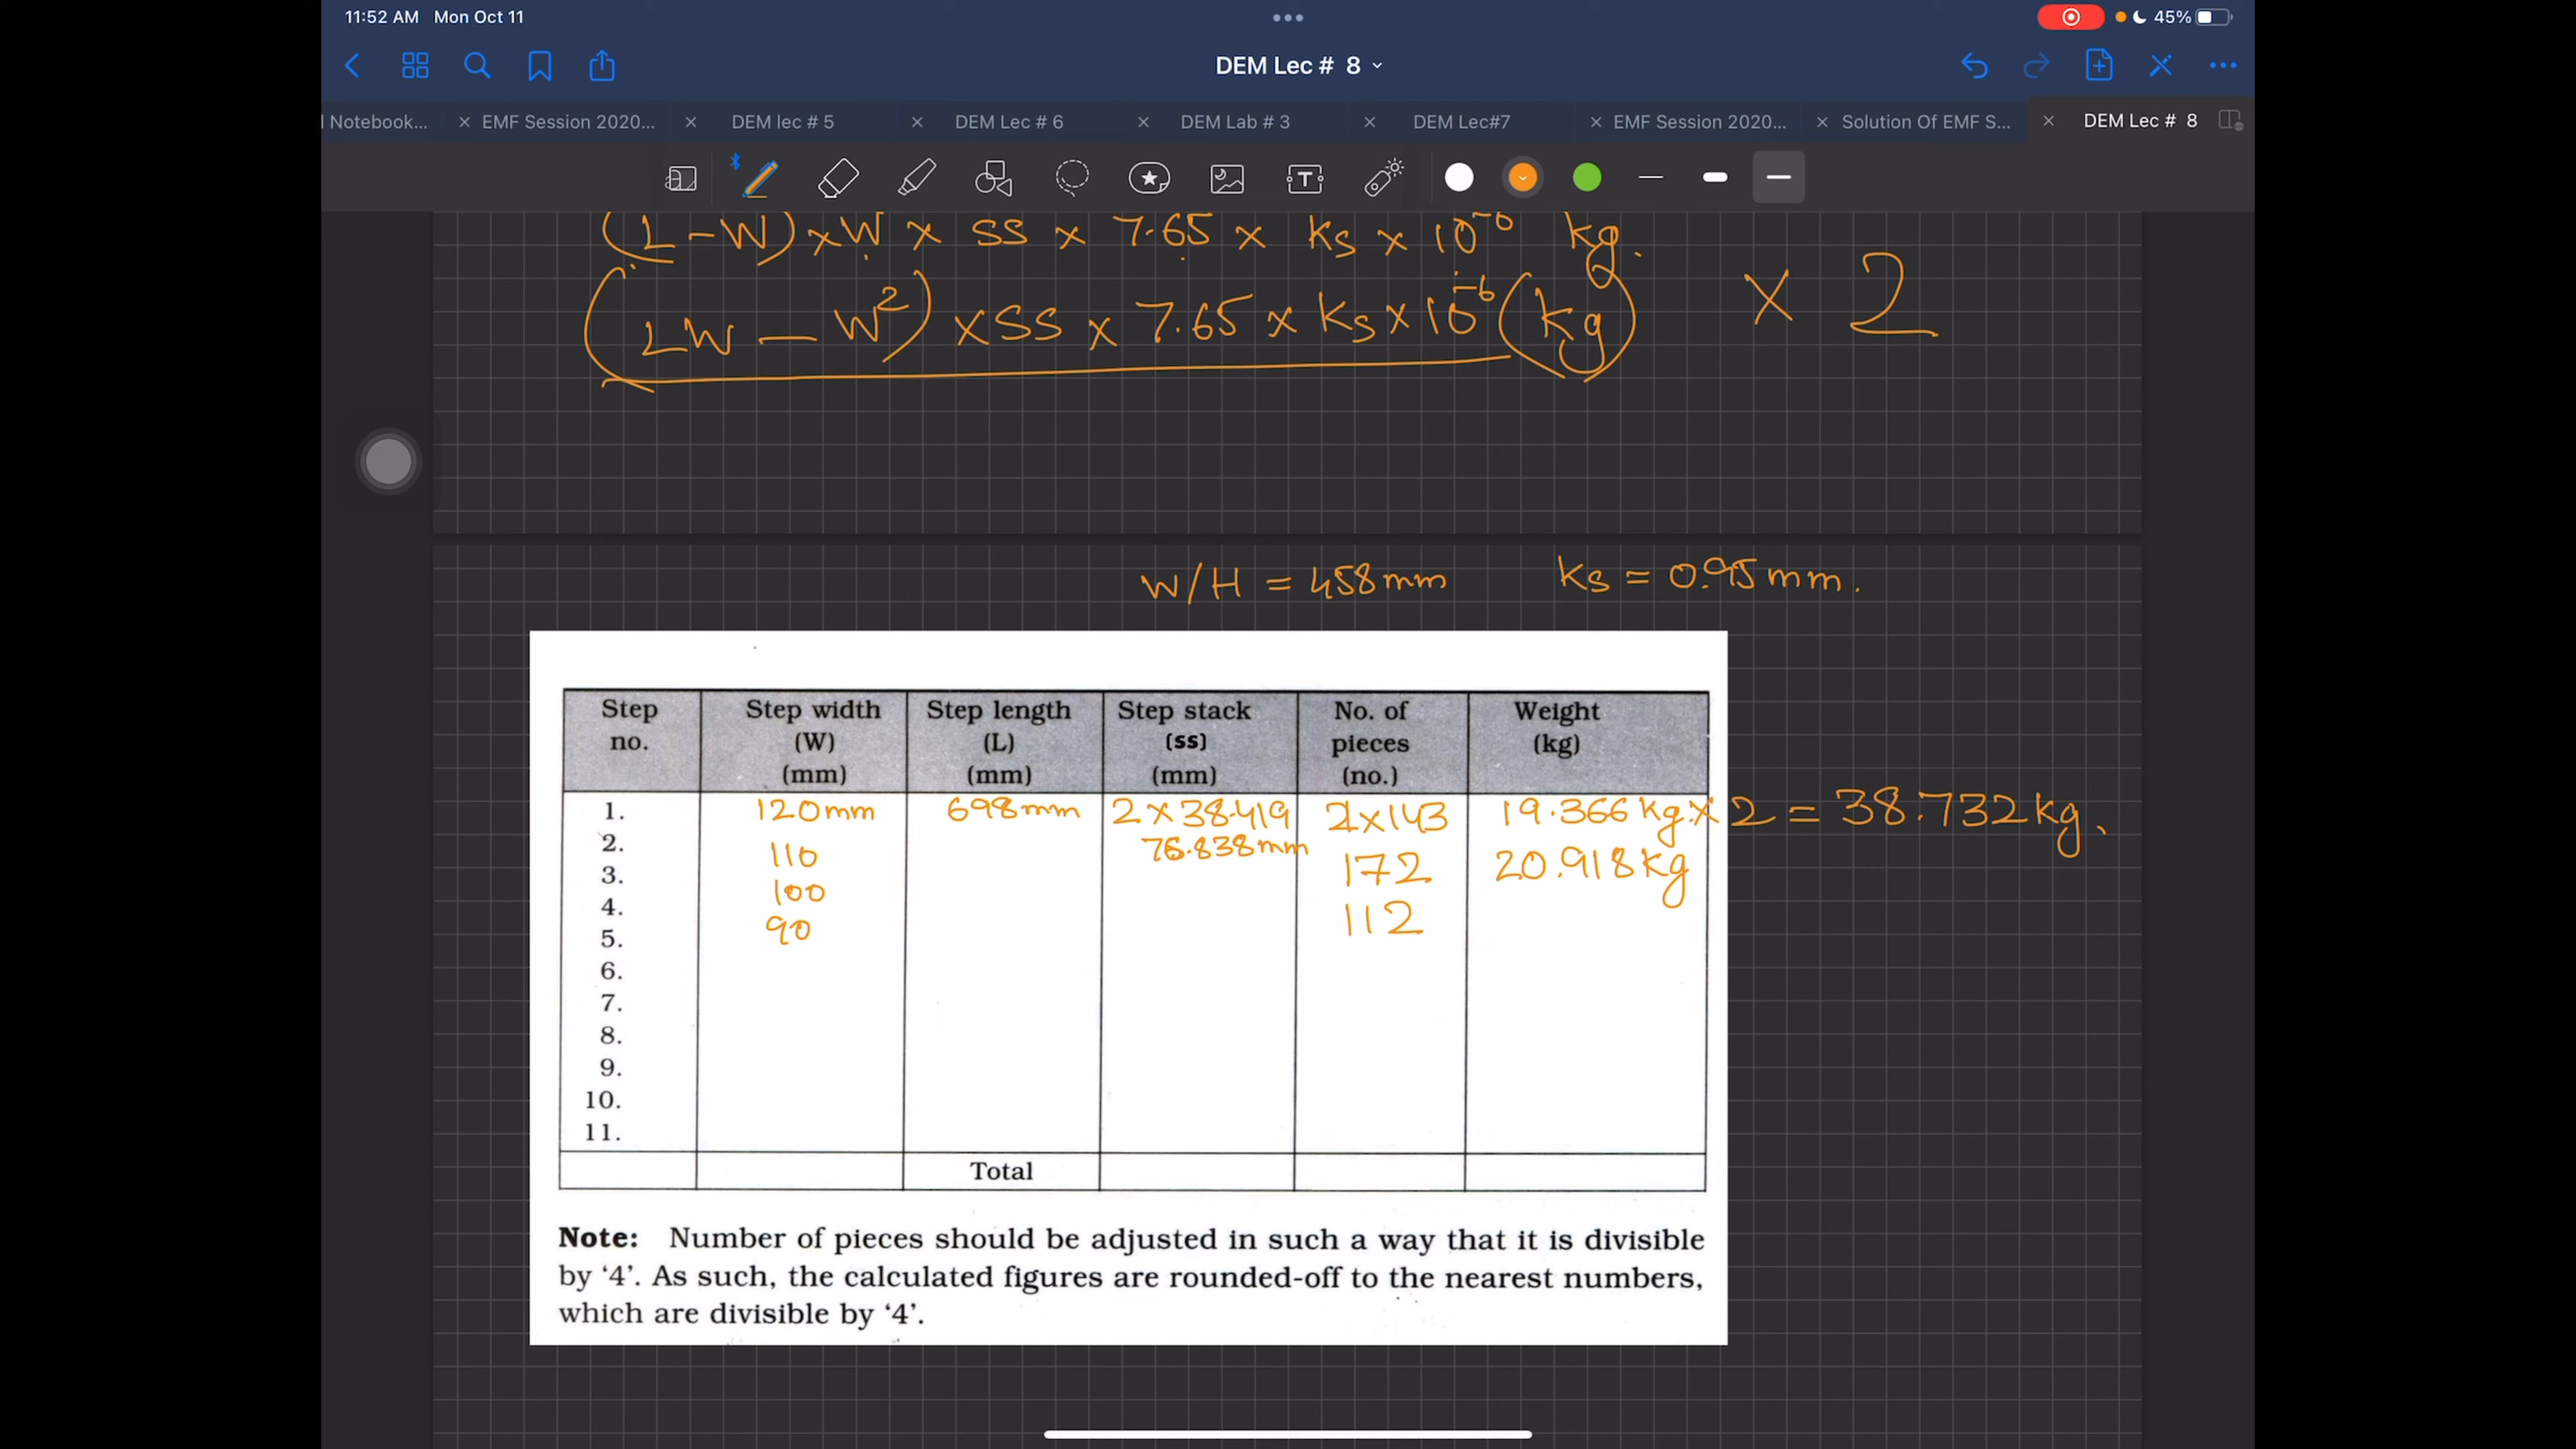 11:52 AM Mon Oct 11
45%
DEM Lec # 8
l Notebook... × EMF Session 2020... × DEM lec # 5 × DEM Lec # 6 × DEM Lab # 3 × DEM Lec#7 × EMF Session 2020... × Solution Of EMF S... × DEM Lec # 8
(L-W) × W × SS × 7.65 × Ks × 10⁻⁶ kg.
(LW - W²) × SS × 7.65 × Ks × 10⁻⁶ (kg) × 2
W/H = 458mm Ks = 0.95mm.
Step no. Step width (W) (mm) Step length (L) (mm) Step stack (ss) (mm) No. of pieces (no.) Weight (kg)
1. 120mm 698mm 2 × 38.419 2×143 19.366 kg. × 2 = 38.732 kg.
2. 110 76.838mm 172 20.918 kg
3. 100
4. 90 112
5.
6.
7.
8.
9.
10.
11.
Total
Note: Number of pieces should be adjusted in such a way that it is divisible
by ‘4’. As such, the calculated figures are rounded-off to the nearest numbers,
which are divisible by ‘4’.